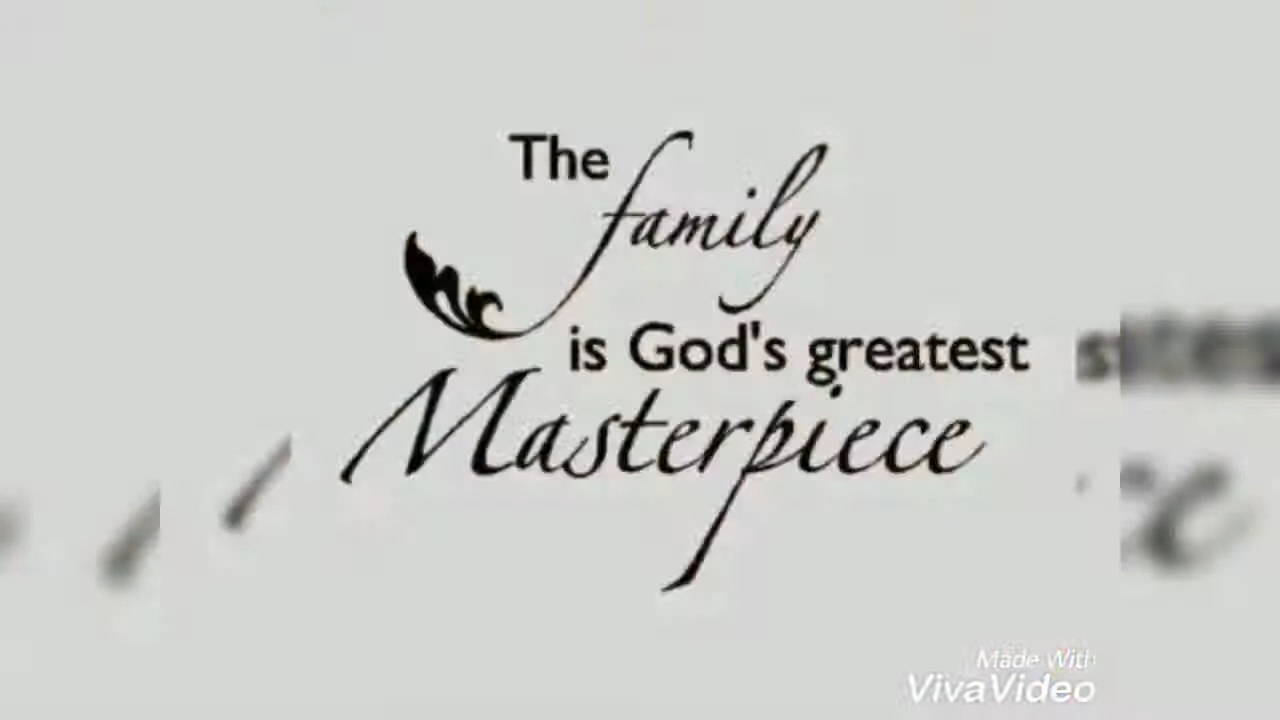 The family
is God's greatest
Masterpiece
Made With
VivaVideo